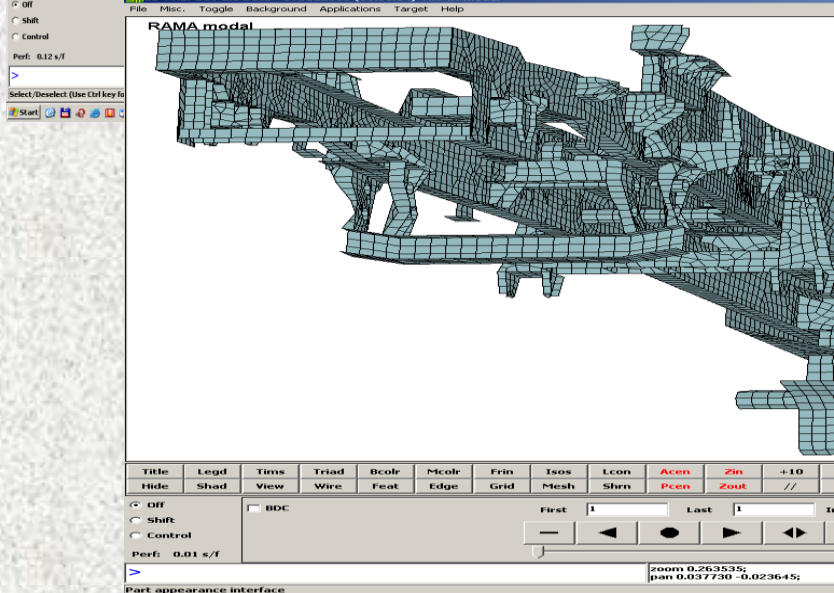 Off
Shift
Control
Perf: 0.12 s/f
>
Select/Deselect (Use Ctrl key fo
Start
File Misc. Toggle Background Applications Target Help
RAMA modal
Title Legd Tims Triad Bcolr Mcolr Frin Isos Lcon Acen Zin +10
Hide Shad View Wire Feat Edge Grid Mesh Shrn Pcen Zout //
Off
Shift
Control
Perf: 0.01 s/f
BDC
First 1 Last 1 In
>
zoom 0.263535;
pan 0.037730 -0.023645;
Part appearance interface